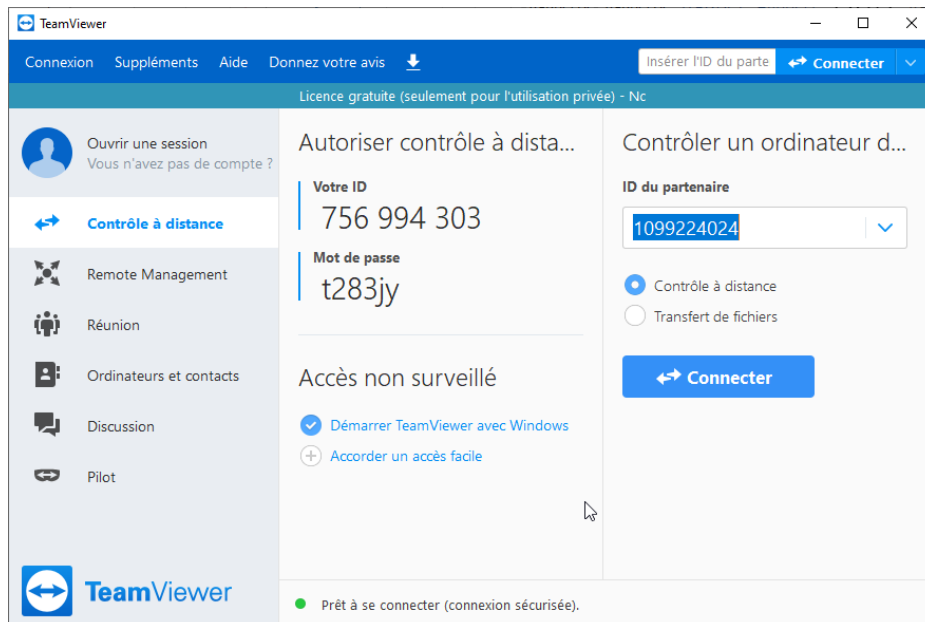 TeamViewer
Connexion Suppléments Aide Donnez votre avis
Insérer l'ID du parte
Connecter
Licence gratuite (seulement pour l'utilisation privée) - Nc
Ouvrir une session
Vous n'avez pas de compte ?
Contrôle à distance
Remote Management
Réunion
Ordinateurs et contacts
Discussion
Pilot
TeamViewer
Autoriser contrôle à dista...
Votre ID
756 994 303
Mot de passe
t283jy
Accès non surveillé
Démarrer TeamViewer avec Windows
Accorder un accès facile
Contrôler un ordinateur d...
ID du partenaire
1099224024
Contrôle à distance
Transfert de fichiers
Connecter
Prêt à se connecter (connexion sécurisée).